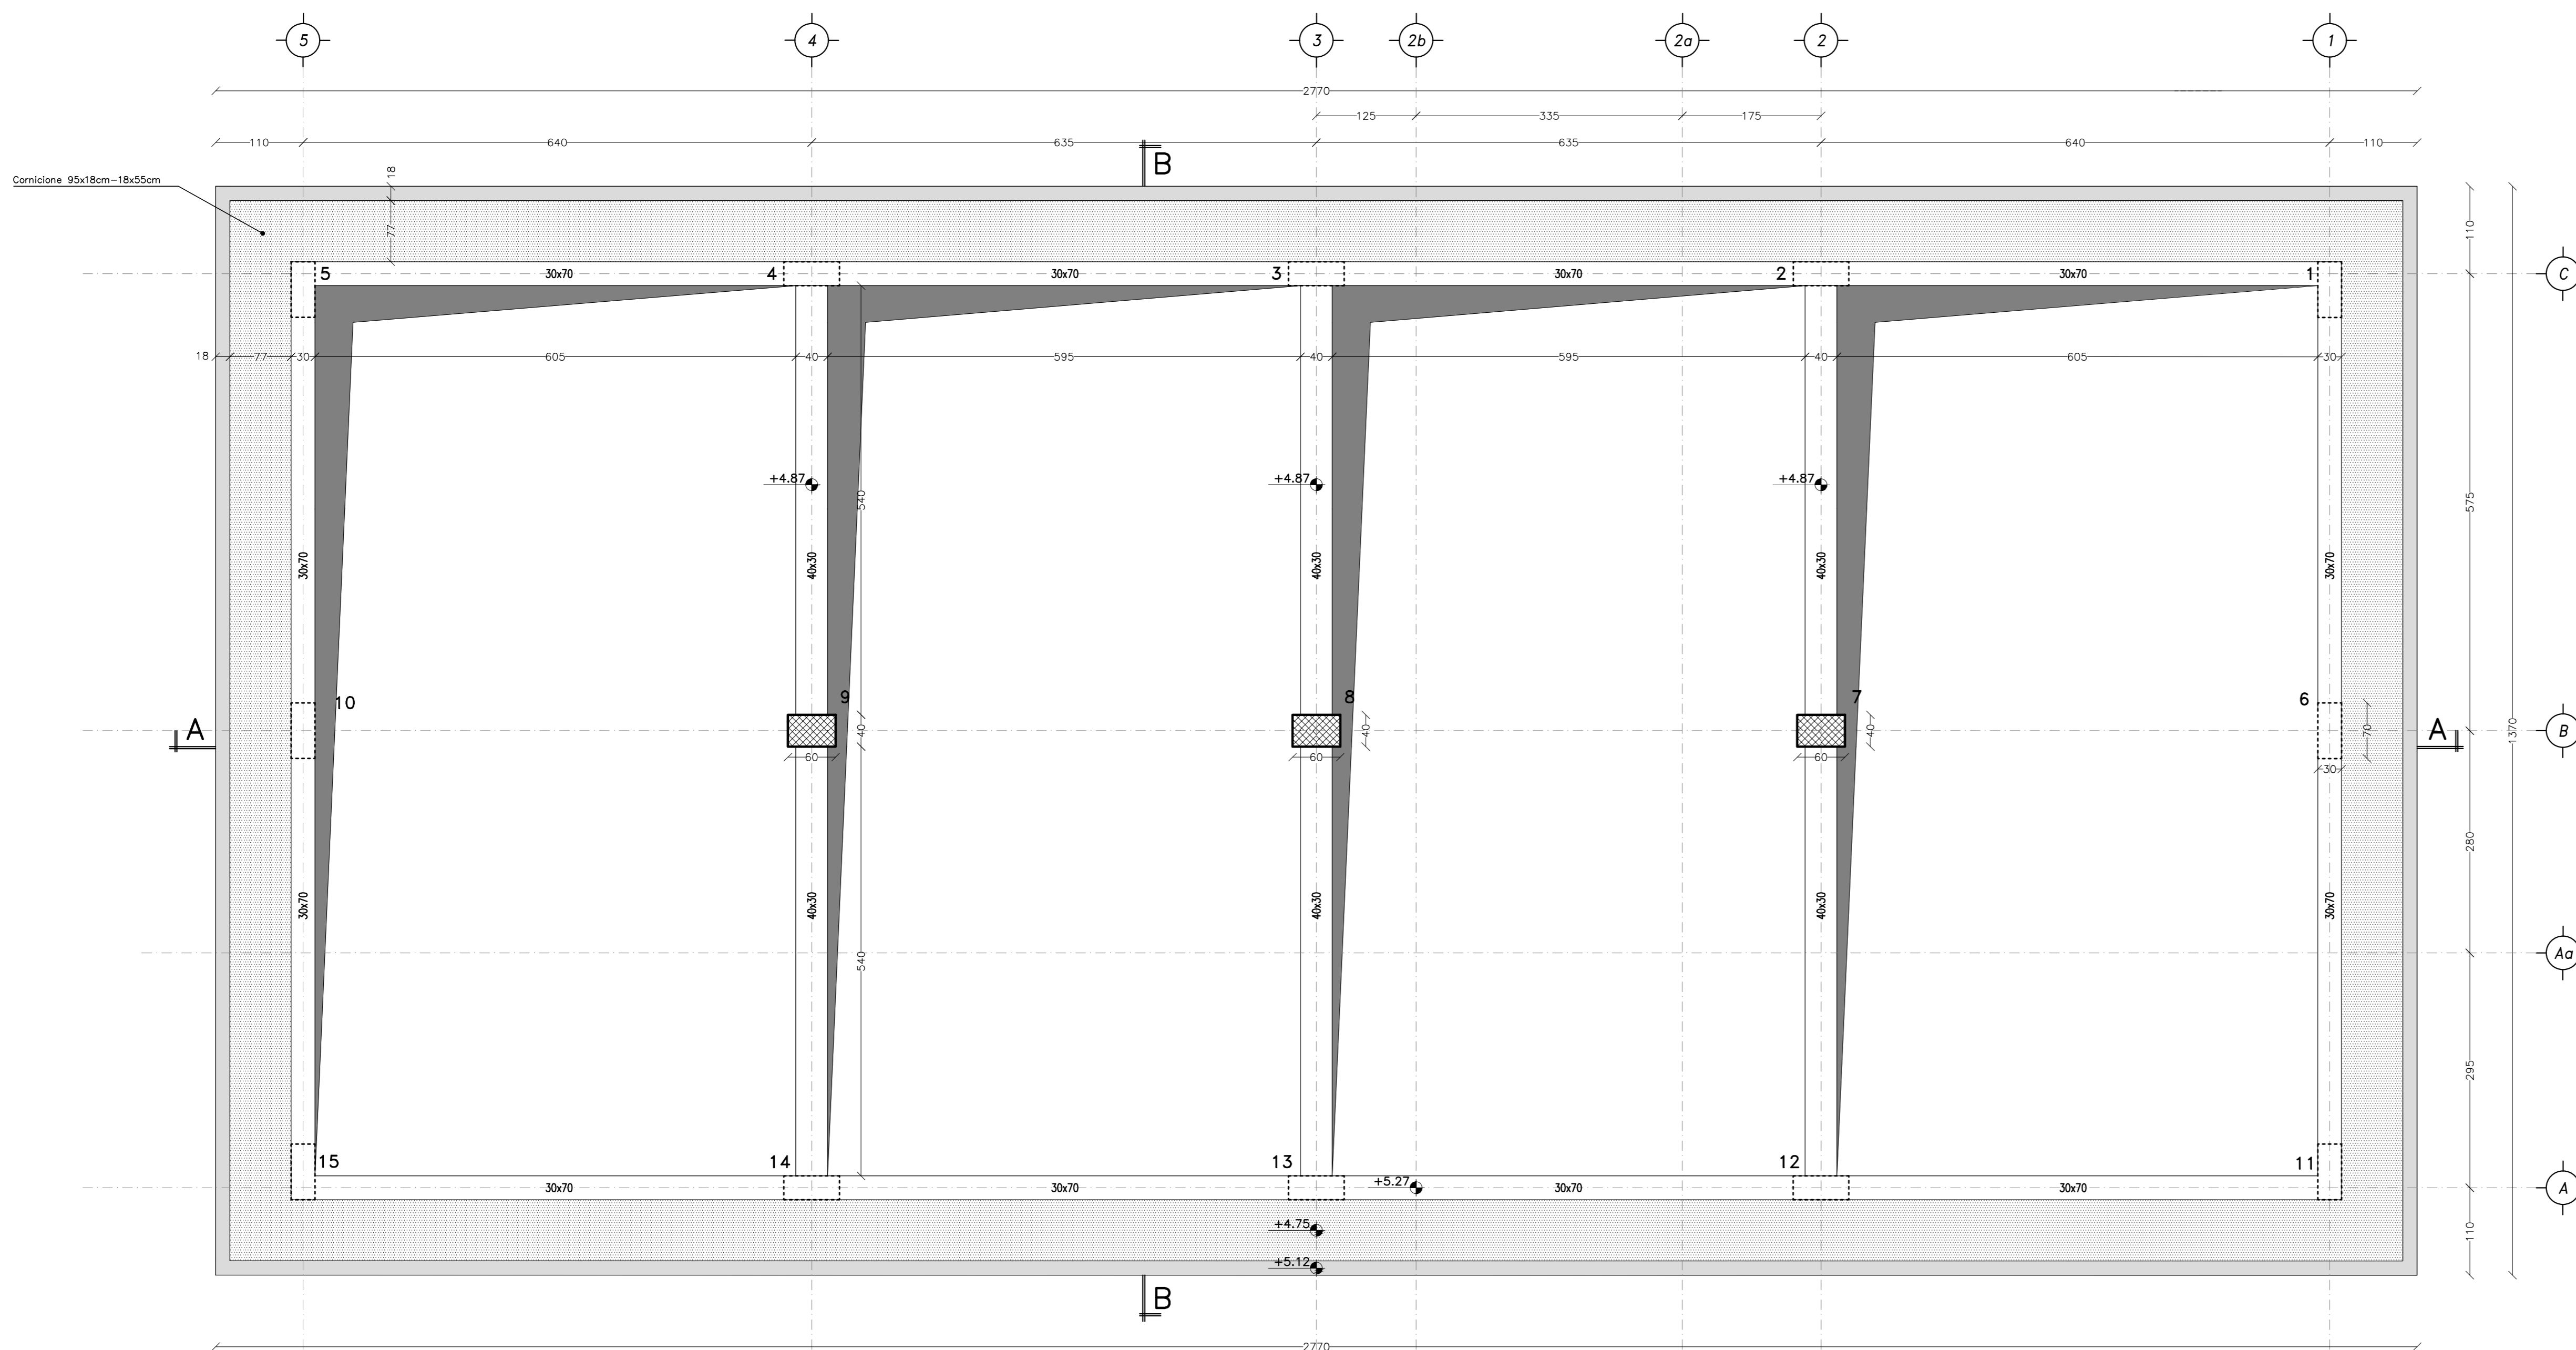 5 4 3 2b 2a 2 1
2770
125 335 175
110 640 635 635 640 110
B
18
Cornicione 95x18cm-18x55cm
77
110
5 30x70 4 30x70 3 30x70 2 30x70 1
C
18 77 30 605 40 595 40 595 40 605 30
+4.87 +4.87 +4.87
540
575
30x70 40x30 40x30 40x30 30x70
10 9 8 7 6
A 40 40 40 70 A
B
1370
60 60 60 30
280
30x70 40x30 40x30 40x30 30x70
540
Aa
295
15 14 13 12 11
30x70 30x70 +5.27 30x70 30x70
A
+4.75
110
+5.12
B
2770